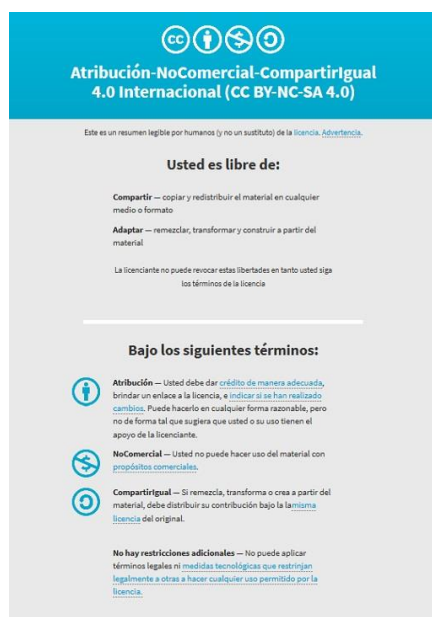 cc
Atribución-NoComercial-CompartirIgual
4.0 Internacional (CC BY-NC-SA 4.0)
Este es un resumen legible por humanos (y no un sustituto) de la licencia. Advertencia.
Usted es libre de:
Compartir — copiar y redistribuir el material en cualquier
medio o formato
Adaptar — remezclar, transformar y construir a partir del
material
La licenciante no puede revocar estas libertades en tanto usted siga
los términos de la licencia
Bajo los siguientes términos:
Atribución — Usted debe dar crédito de manera adecuada,
brindar un enlace a la licencia, e indicar si se han realizado
cambios. Puede hacerlo en cualquier forma razonable, pero
no de forma tal que sugiera que usted o su uso tienen el
apoyo de la licenciante.
NoComercial — Usted no puede hacer uso del material con
propósitos comerciales.
CompartirIgual — Si remezcla, transforma o crea a partir del
material, debe distribuir su contribución bajo la lamisma
licencia del original.
No hay restricciones adicionales — No puede aplicar
términos legales ni medidas tecnológicas que restrinjan
legalmente a otras a hacer cualquier uso permitido por la
licencia.